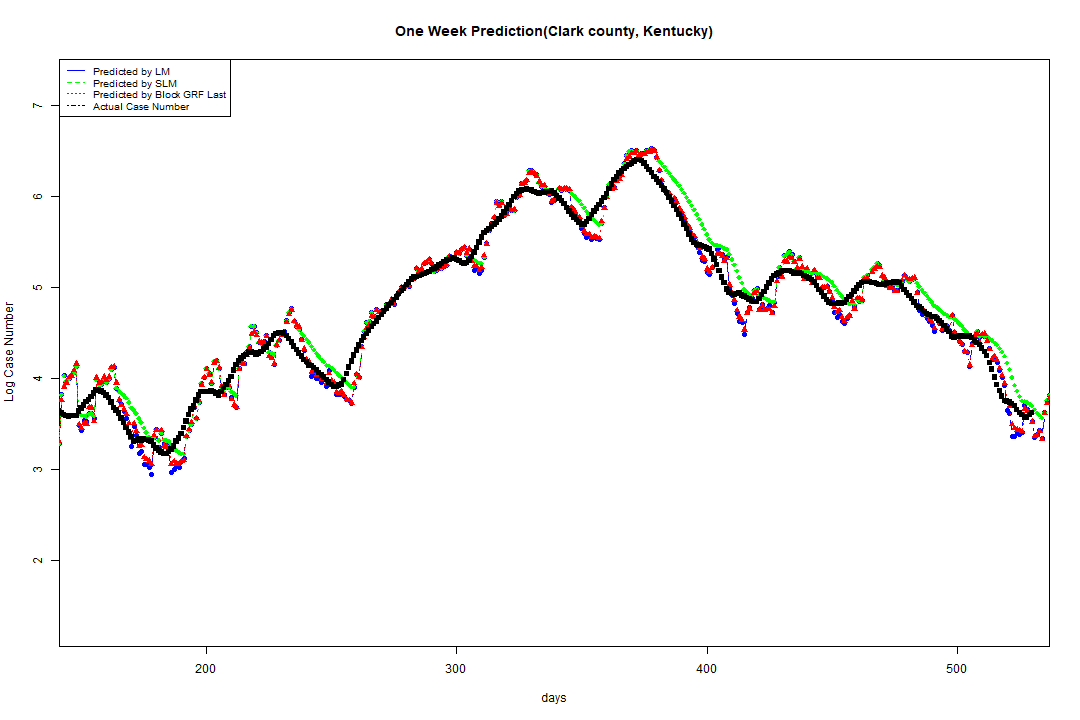 One Week Prediction(Clark county, Kentucky)
Predicted by LM
Predicted by SLM
Predicted by Block GRF Last
Actual Case Number
7
6
5
4
3
2
Log Case Number
200 300 400 500
days